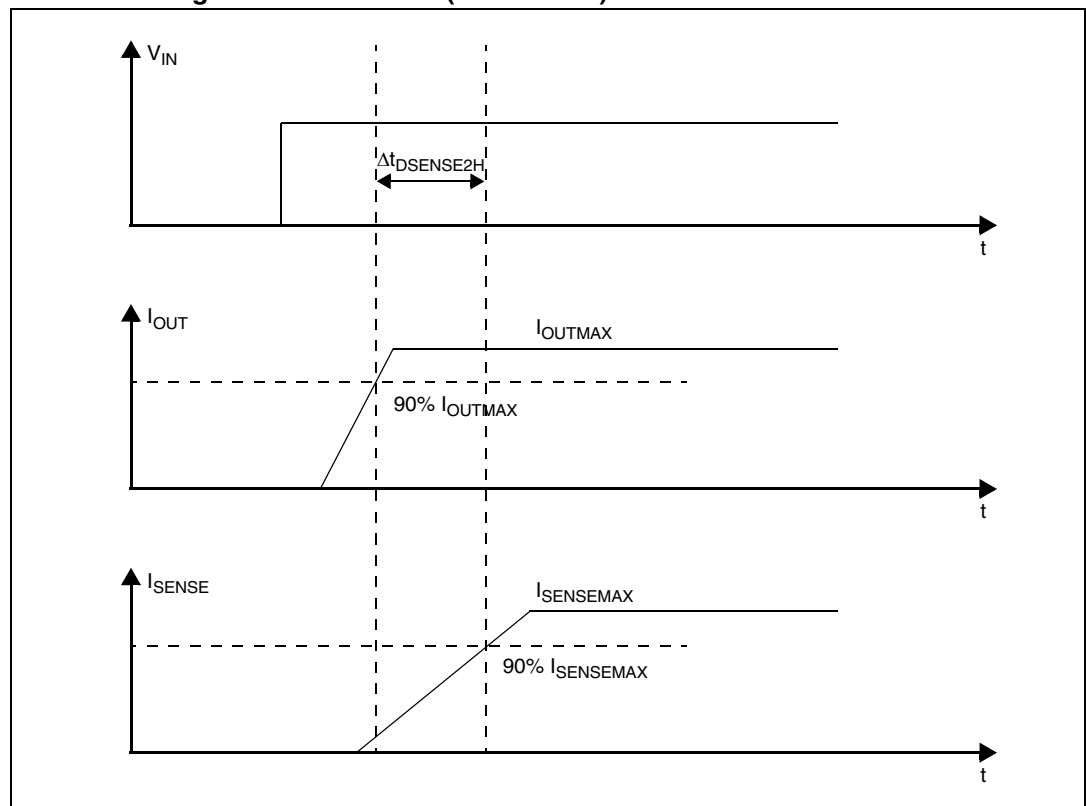 V_IN
Δt_DSENSE2H
t
I_OUT
I_OUTMAX
90% I_OUTMAX
t
I_SENSE
I_SENSEMAX
90% I_SENSEMAX
t